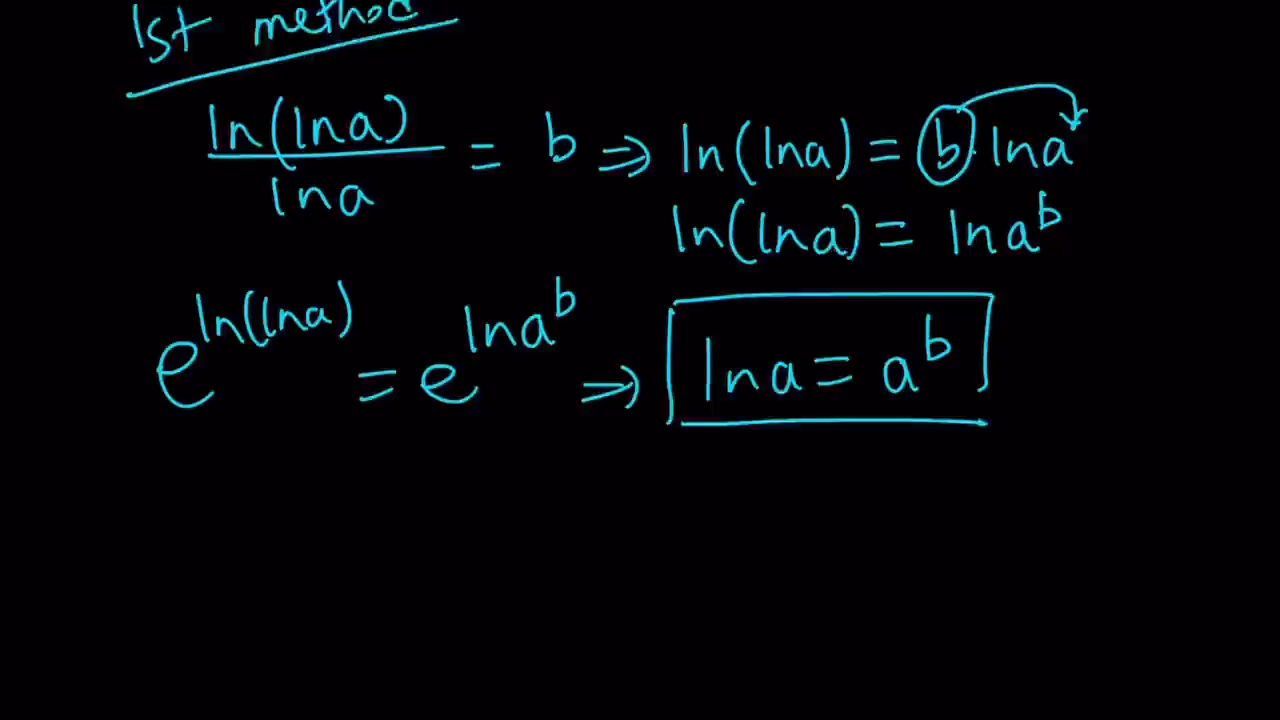 1st method
ln(lna)/lna = b ⇒ ln(lna) = b lna
ln(lna) = lna^b
e^ln(lna) = e^lna^b ⇒ lna = a^b